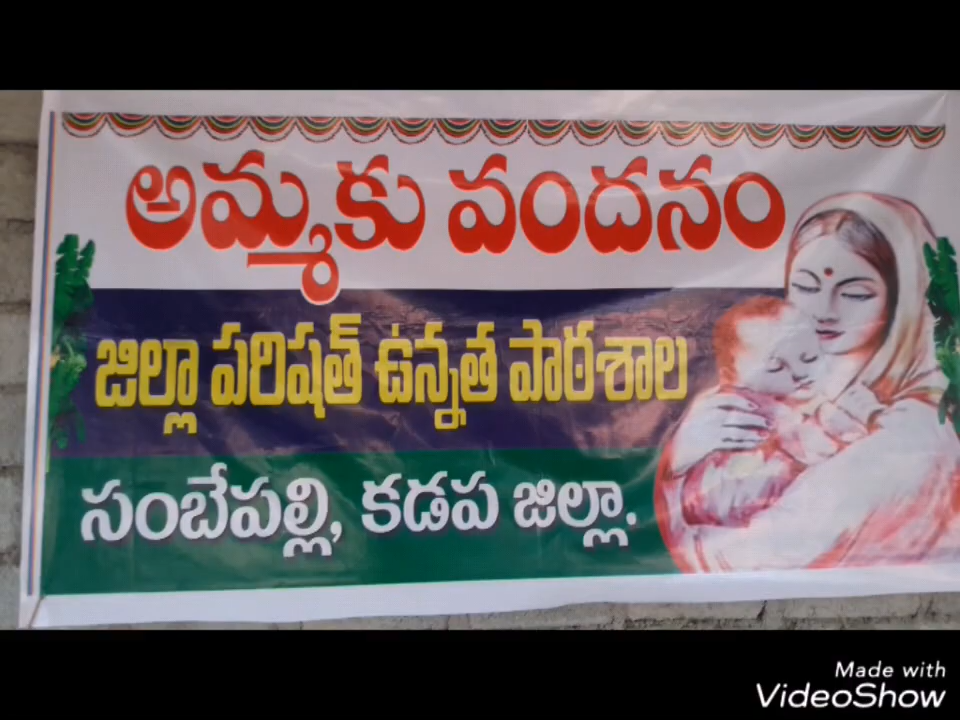 అమ్మకు వందనం
జిల్లా పరిషత్ ఉన్నత పాఠశాల
సంబేపల్లి, కడప జిల్లా.
Made with
VideoShow